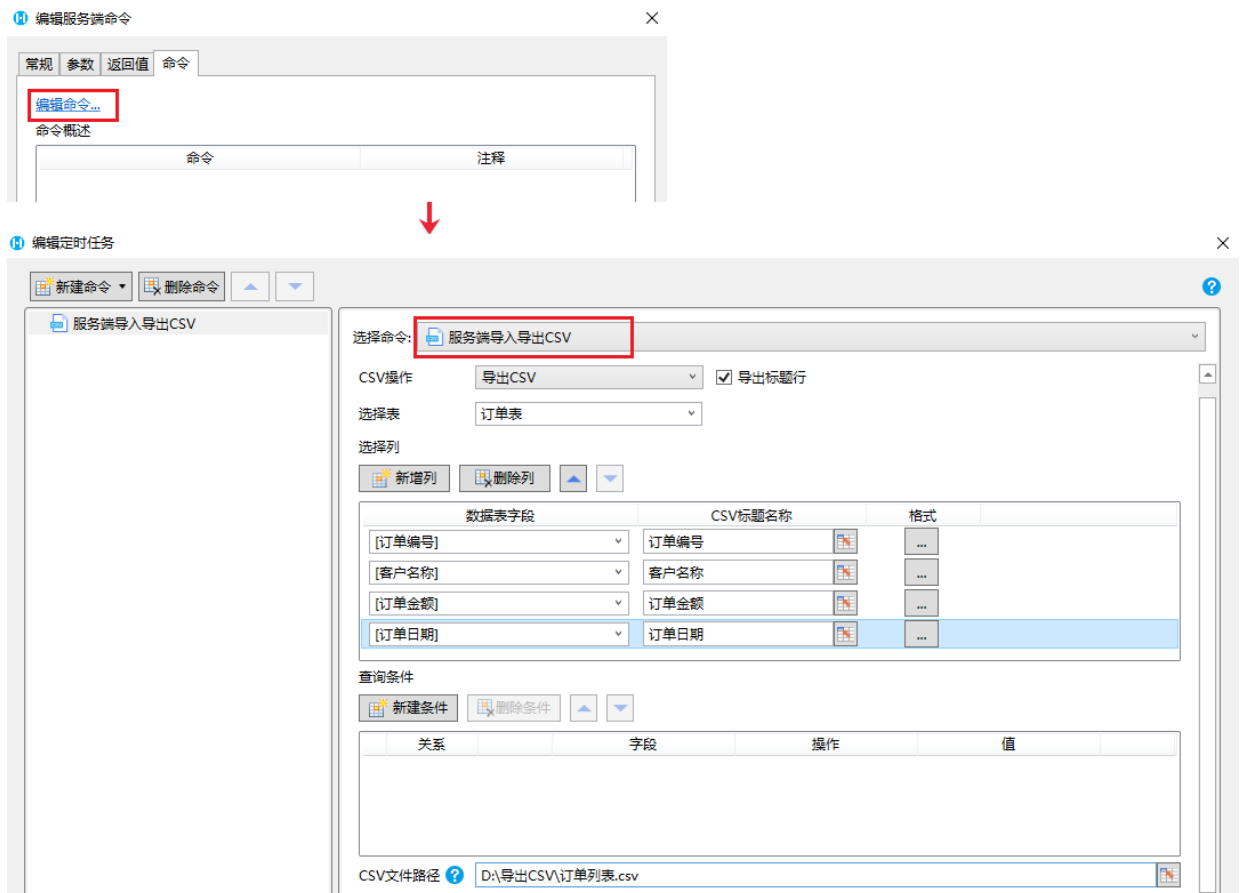 编辑服务端命令
常规 参数 返回值 命令
编辑命令...
命令概述
命令 注释
编辑定时任务
新建命令 删除命令
服务端导入导出CSV
选择命令: 服务端导入导出CSV
CSV操作 导出CSV 导出标题行
选择表 订单表
选择列
新增列 删除列
数据表字段 CSV标题名称 格式
[订单编号] 订单编号 ...
[客户名称] 客户名称 ...
[订单金额] 订单金额 ...
[订单日期] 订单日期 ...
查询条件
新建条件 删除条件
关系 字段 操作 值
CSV文件路径 ? D:\导出CSV\订单列表.csv